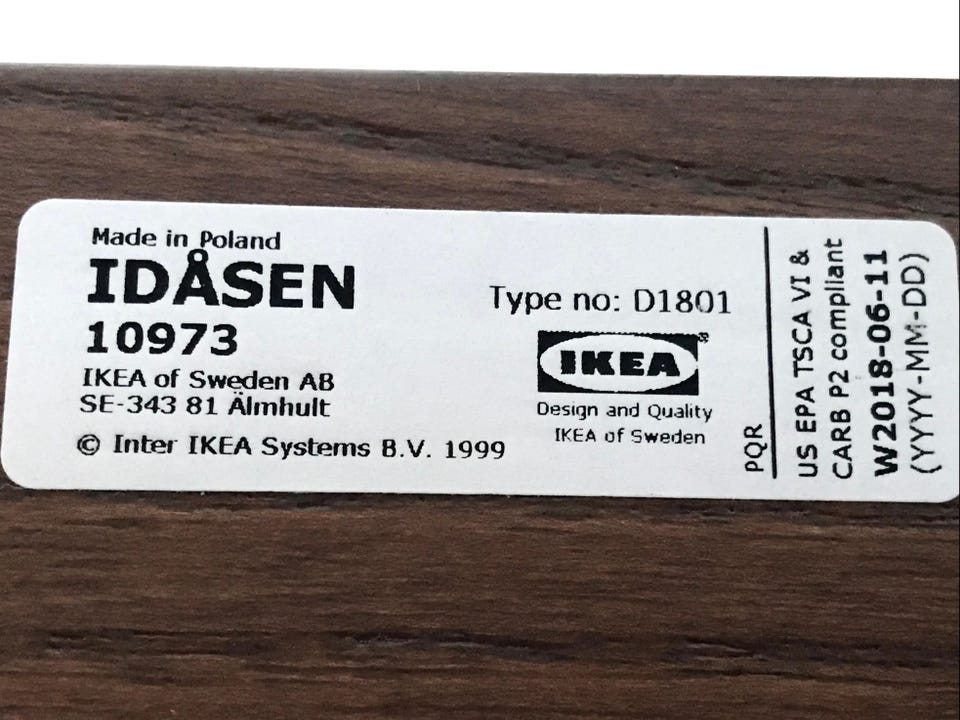 Made in Poland
IDÅSEN
10973
IKEA of Sweden AB
SE-343 81 Älmhult
© Inter IKEA Systems B.V. 1999
Type no: D1801
IKEA®
Design and Quality
IKEA of Sweden
PQR
US EPA TSCA VI &
CARB P2 compliant
W2018-06-11
(YYYY-MM-DD)